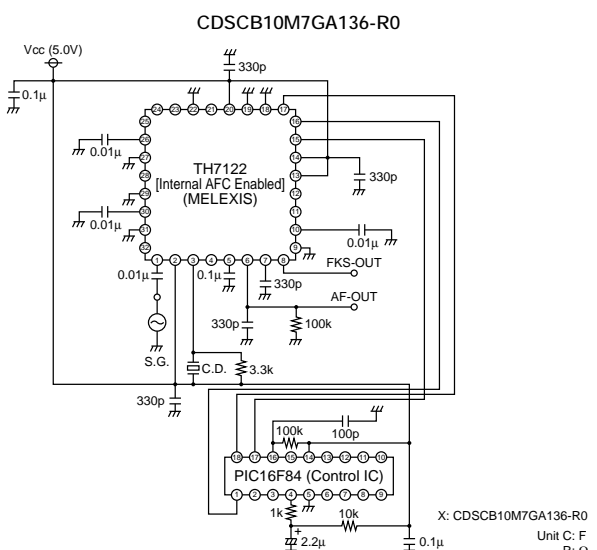 CDSCB10M7GA136-R0
Vcc (5.0V)
330p
0.1μ
24 23 22 21 20 19 18 17
25 16
26 15
0.01μ
27 14
TH7122
28 13
[Internal AFC Enabled]
330p
29 12
(MELEXIS)
30 11
0.01μ
31 10
0.01μ
32 9
1 2 3 4 5 6 7 8
FKS-OUT
0.01μ
0.1μ
330p
AF-OUT
330p
100k
S.G.
C.D.
3.3k
330p
100k
100p
18 17 16 15 14 13 12 11 10
PIC16F84 (Control IC)
1 2 3 4 5 6 7 8 9
1k
10k
X: CDSCB10M7GA136-R0
+
2.2μ
0.1μ
Unit C: F